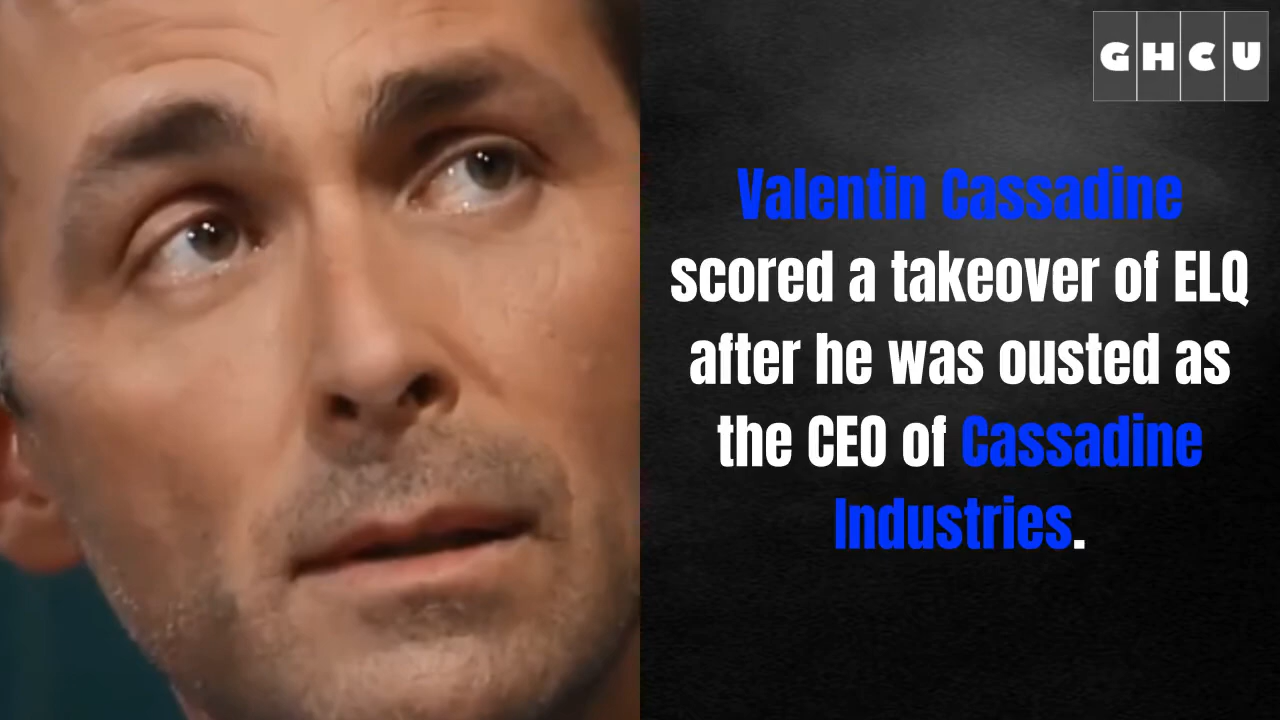 GHCU
Valentin Cassadine
scored a takeover of ELQ
after he was ousted as
the CEO of Cassadine
Industries.